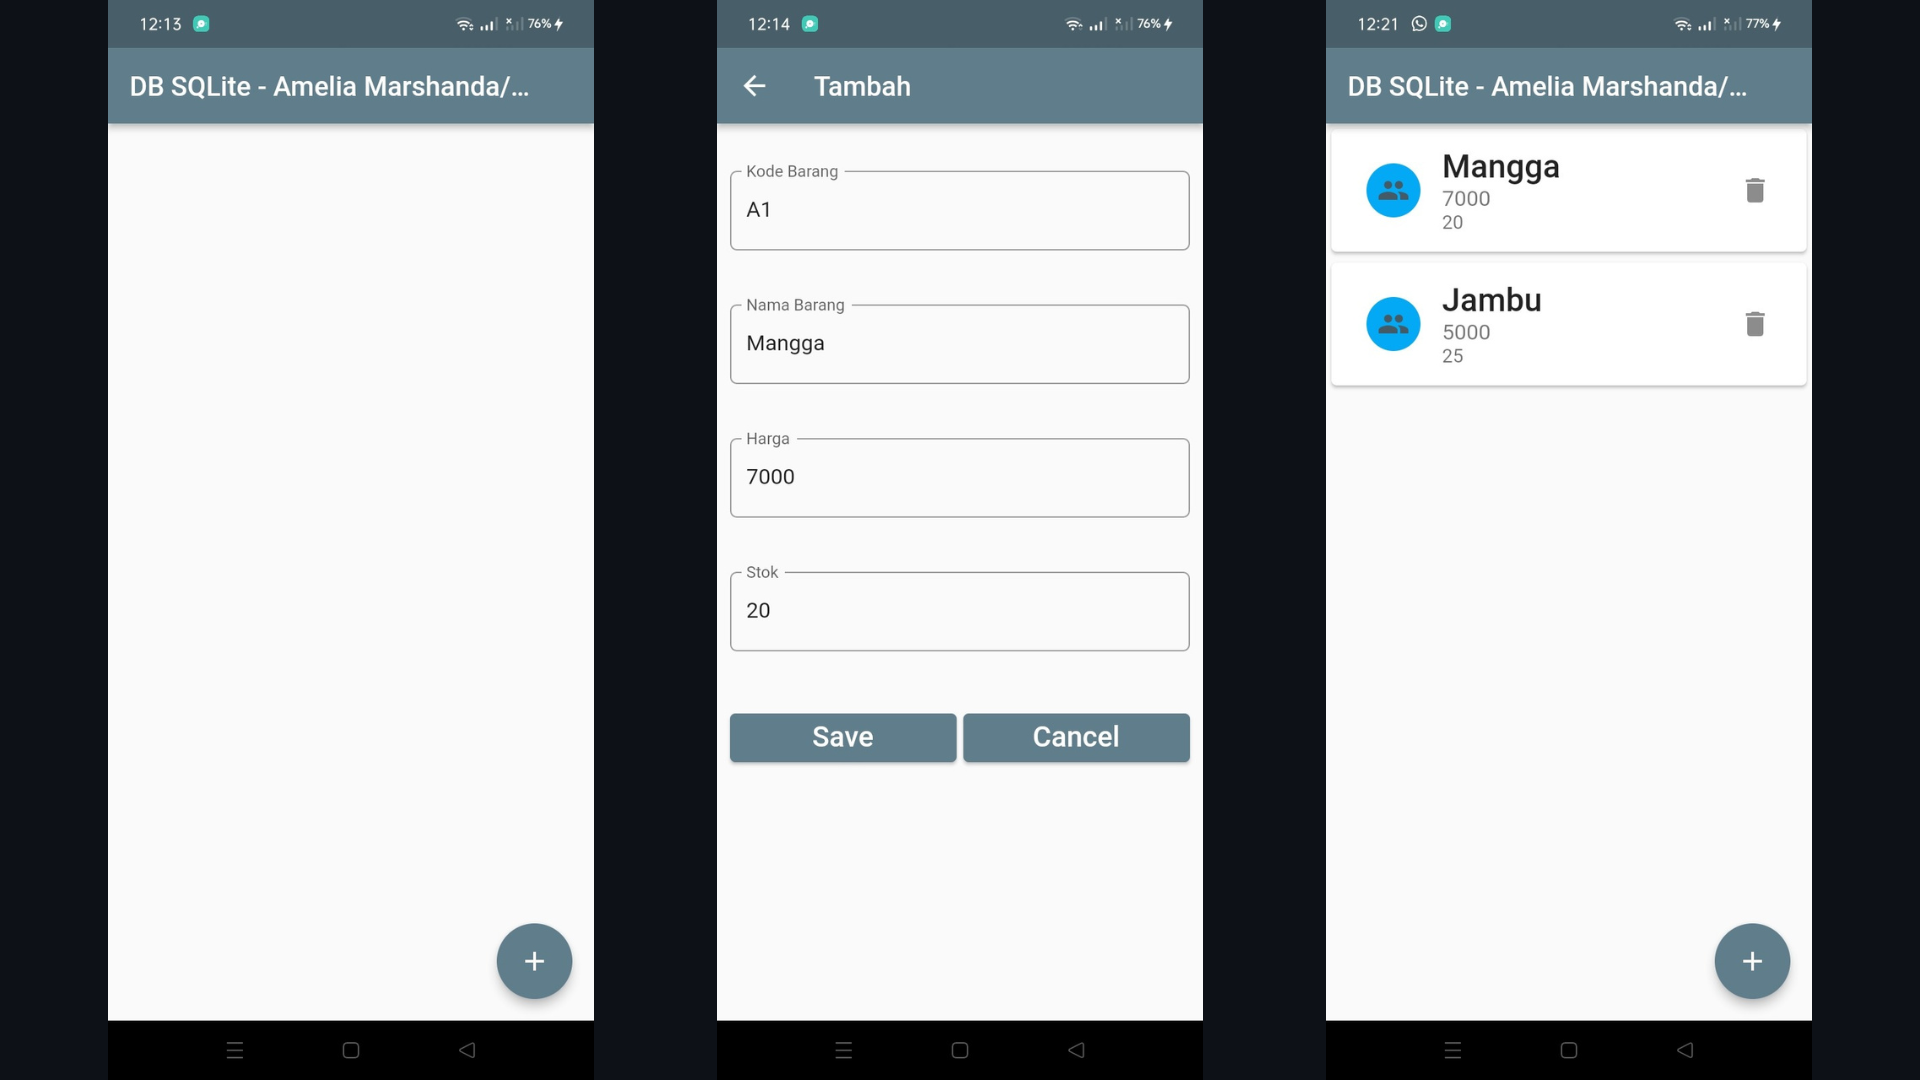 12:13
76%
DB SQLite - Amelia Marshanda/...
+
12:14
76%
Tambah
Kode Barang
A1
Nama Barang
Mangga
Harga
7000
Stok
20
Save
Cancel
12:21
77%
DB SQLite - Amelia Marshanda/...
Mangga
7000
20
Jambu
5000
25
+